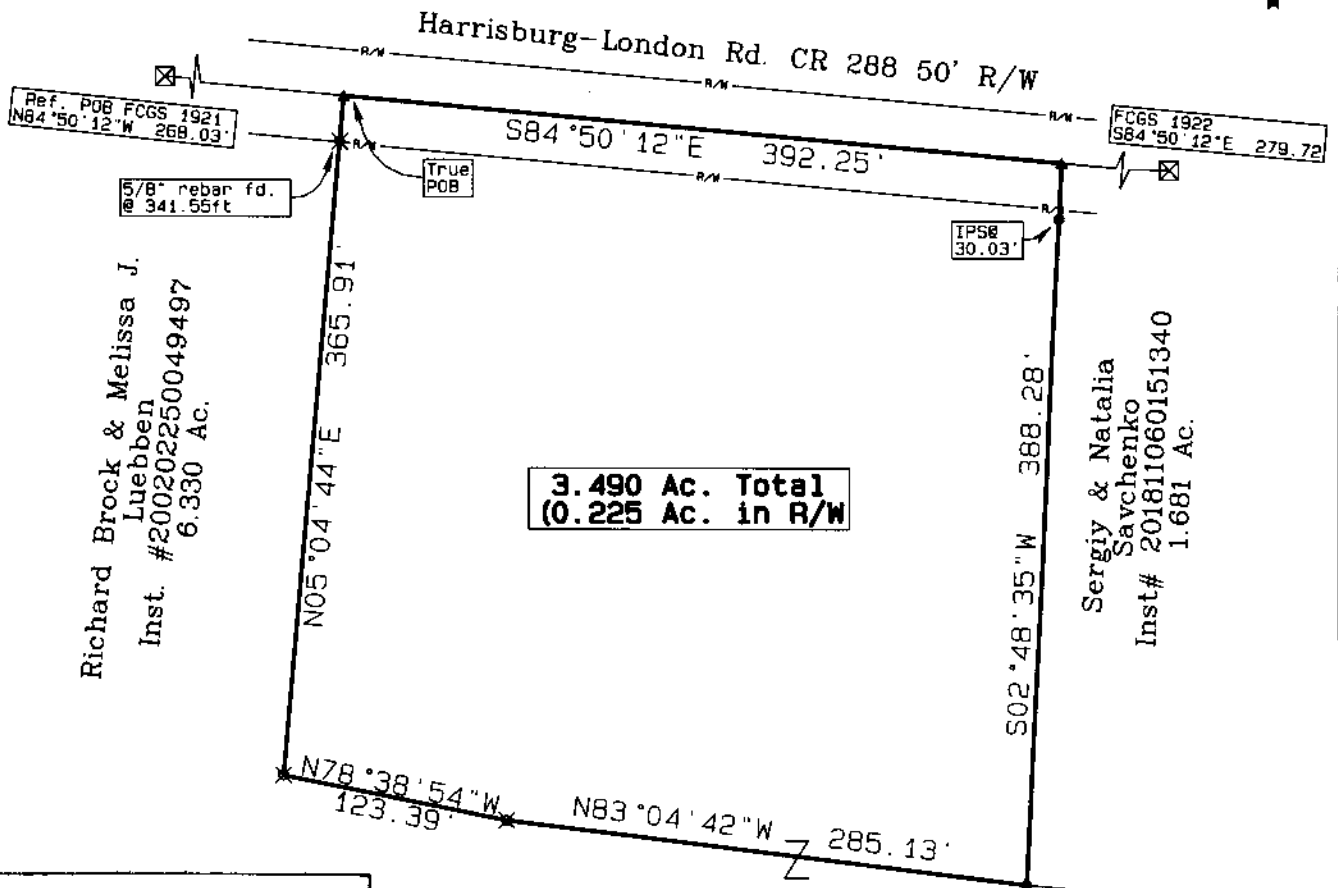 Harrisburg-London Rd. CR 288 50' R/W
R/W
R/W
R/W
Ref. POB FCGS 1921
N84°50'12"W 268.03'
FCGS 1922
S84°50'12"E 279.72
S84°50'12"E 392.25'
R/W
R/W
R/W
True
POB
5/8" rebar fd.
@ 341.55ft
IPS@
30.03'
Richard Brock & Melissa J.
Luebben
Inst. #200202250049497
6.330 Ac.
N05°04'44"E 365.91'
3.490 Ac. Total
(0.225 Ac. in R/W
S02°48'35"W 388.28'
Sergiy & Natalia
Savchenko
Inst# 201811060151340
1.681 Ac.
N78°38'54"W
123.39'
N83°04'42"W 285.13'
Z